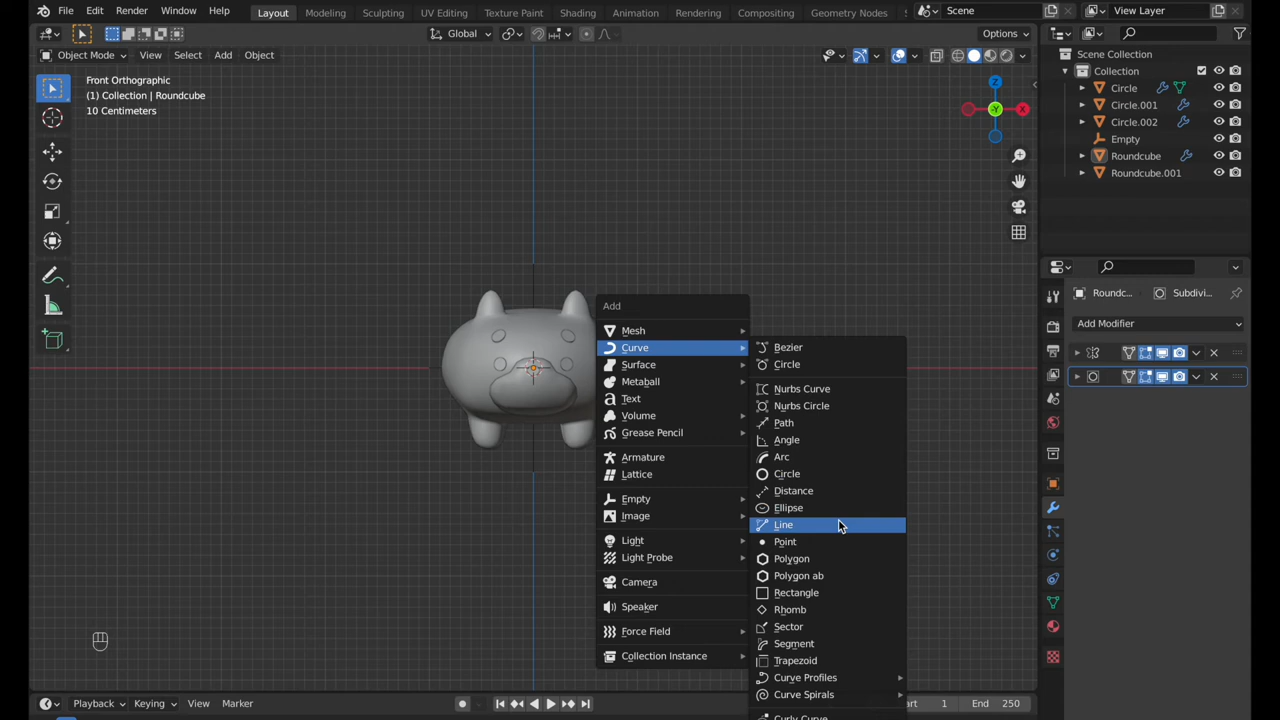 File Edit Render Window Help
Layout Modeling Sculpting UV Editing Texture Paint Shading Animation Rendering Compositing Geometry Nodes
Scene
View Layer
Global
Options
Object Mode View Select Add Object
Front Orthographic
(1) Collection | Roundcube
10 Centimeters
Z
X
-Y
Scene Collection
Collection
Circle
Circle.001
Circle.002
Empty
Roundcube
Roundcube.001
Roundc...
Subdivi...
Add Modifier
Add
Mesh
Curve
Surface
Metaball
Text
Volume
Grease Pencil
Armature
Lattice
Empty
Image
Light
Light Probe
Camera
Speaker
Force Field
Collection Instance
Bezier
Circle
Nurbs Curve
Nurbs Circle
Path
Angle
Arc
Circle
Distance
Ellipse
Line
Point
Polygon
Polygon ab
Rectangle
Rhomb
Sector
Segment
Trapezoid
Curve Profiles
Curve Spirals
Curly Curve
Playback Keying View Marker
1 End 250